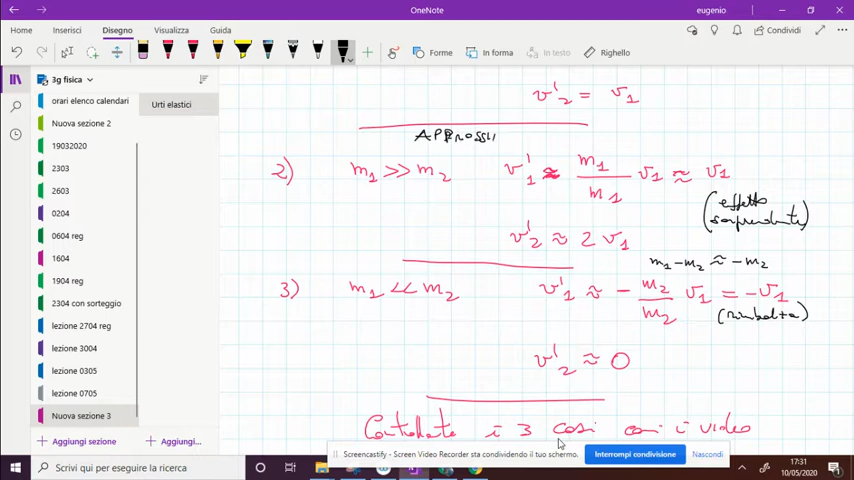 OneNote
eugenio
Home Inserisci Disegno Visualizza Guida
Condividi
Forme In forma In testo Righello
3g fisica
orari elenco calendari
Nuova sezione 2
19032020
2303
2603
0204
0604 reg
1604
1904 reg
2304 con sorteggio
lezione 2704 reg
lezione 3004
lezione 0305
lezione 0705
Nuova sezione 3
Aggiungi sezione
Urti elastici
Aggiungi...
v'₂ = v₁
APPROSSI
2) m₁ >> m₂ v'₁ ≈ m₁/m₁ v₁ ≈ v₁
(effetto sorprendente)
v'₂ ≈ 2 v₁
m₁-m₂ ≈ -m₂
3) m₁ << m₂ v'₁ ≈ - m₂/m₂ v₁ = -v₁
(rimbalza)
v'₂ ≈ 0
Controllate i 3 casi con i video
Screencastify - Screen Video Recorder sta condividendo il tuo schermo. Interrompi condivisione Nascondi
Scrivi qui per eseguire la ricerca
17:31
10/05/2020